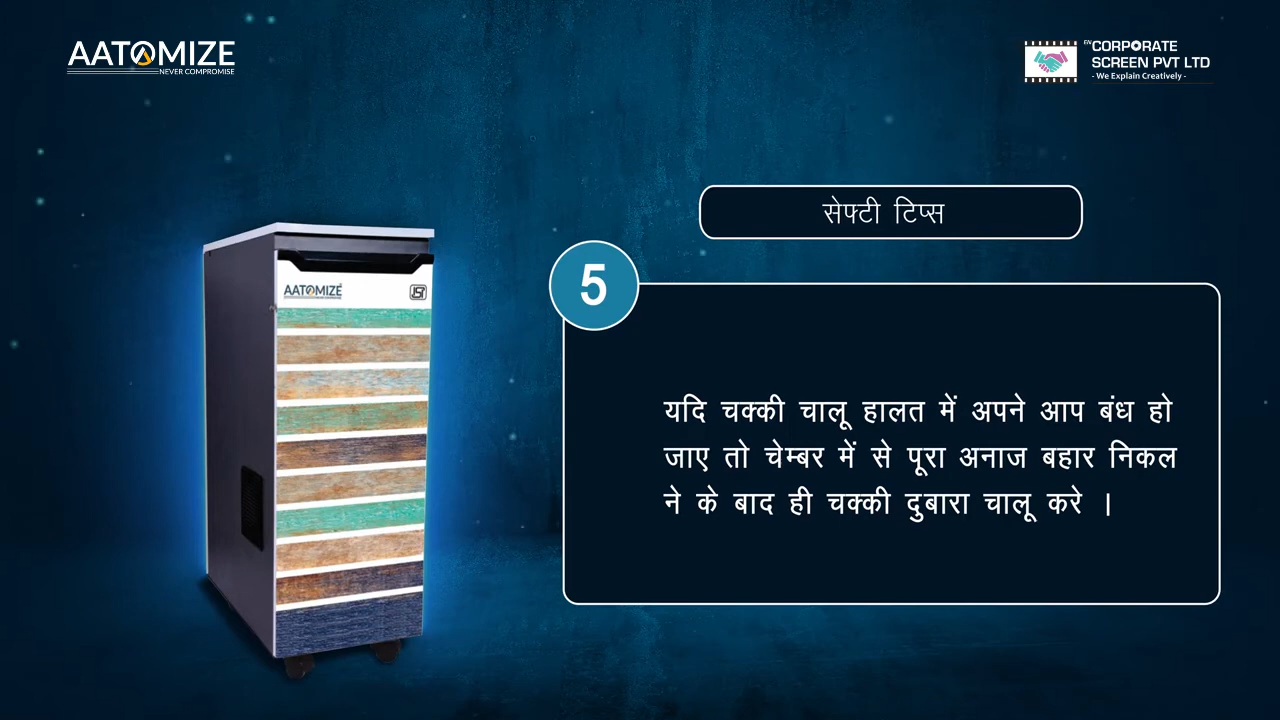 AATOMIZE
NEVER COMPROMISE
EN CORPORATE
SCREEN PVT LTD
- We Explain Creatively -
सेफ्टी टिप्स
5
AATOMIZE
यदि चक्की चालू हालत में अपने आप बंध हो
जाए तो चेम्बर में से पूरा अनाज बहार निकल
ने के बाद ही चक्की दुबारा चालू करे ।